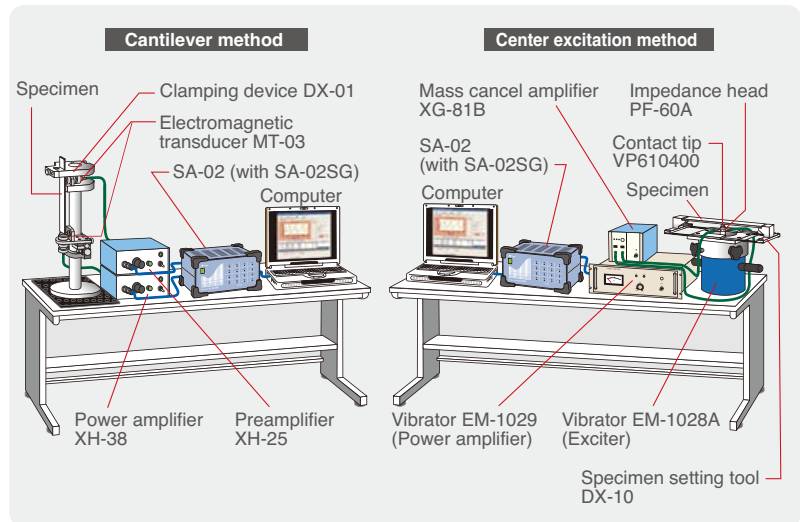 Cantilever method
Specimen
Clamping device DX-01
Electromagnetic
transducer MT-03
SA-02 (with SA-02SG)
Computer
Power amplifier
XH-38
Preamplifier
XH-25
Center excitation method
Mass cancel amplifier
XG-81B
Impedance head
PF-60A
SA-02
(with SA-02SG)
Contact tip
VP610400
Computer
Specimen
Vibrator EM-1029
(Power amplifier)
Vibrator EM-1028A
(Exciter)
Specimen setting tool
DX-10